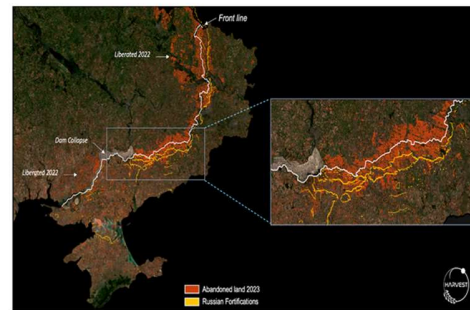 Front line
Liberated 2022
Dam Collapse
Liberated 2022
Abandoned land 2023
Russian Fortifications
HARVEST